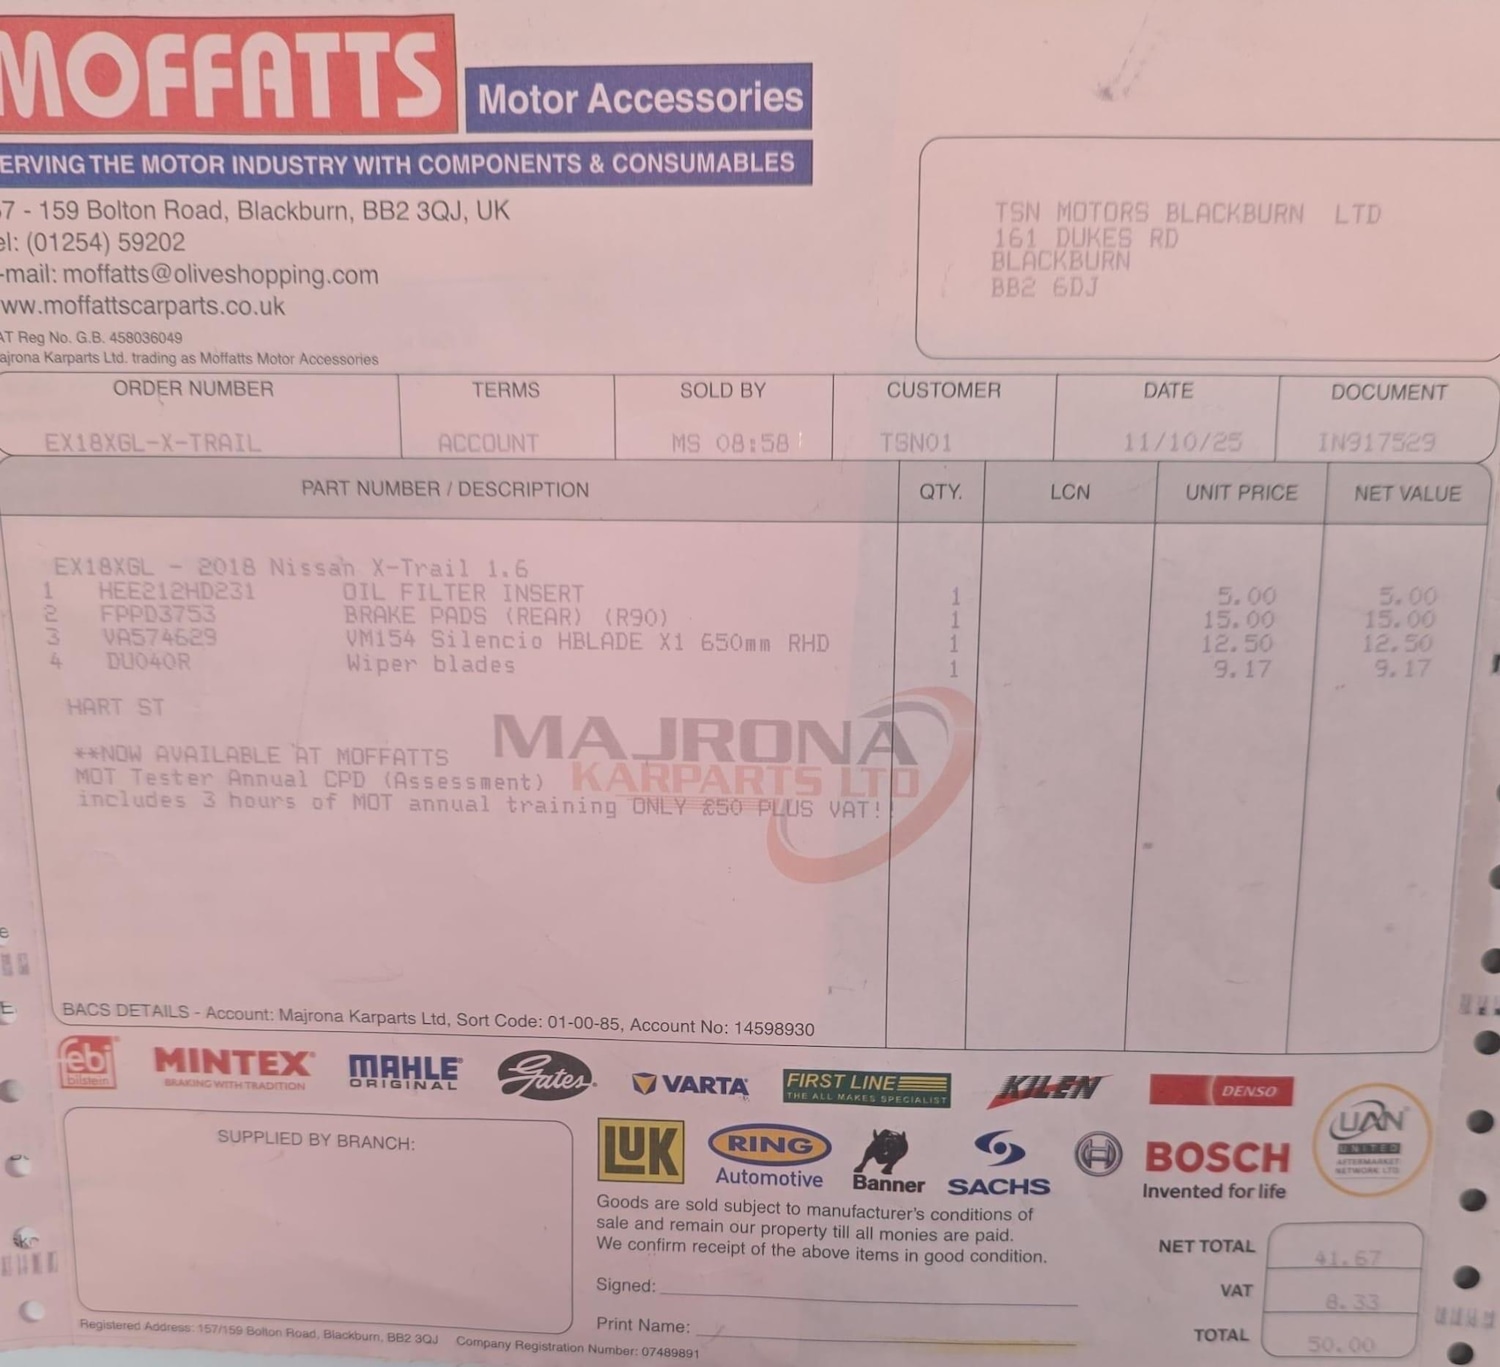 MOFFATTS
Motor Accessories
ERVING THE MOTOR INDUSTRY WITH COMPONENTS & CONSUMABLES
7 - 159 Bolton Road, Blackburn, BB2 3QJ, UK
el: (01254) 59202
-mail: moffatts@oliveshopping.com
ww.moffattscarparts.co.uk
AT Reg No. G.B. 458036049
ajrona Karparts Ltd. trading as Moffatts Motor Accessories
TSN MOTORS BLACKBURN LTD
161 DUKES RD
BLACKBURN
BB2 6DJ
ORDER NUMBER TERMS SOLD BY CUSTOMER DATE DOCUMENT
EX18XGL-X-TRAIL ACCOUNT MS 08:58 TSN01 11/10/25 IN917529
PART NUMBER / DESCRIPTION QTY. LCN UNIT PRICE NET VALUE
EX18XGL - 2018 Nissan X-Trail 1.6
1 HEE212HD231 OIL FILTER INSERT 1 5.00 5.00
2 FPPD3753 BRAKE PADS (REAR) (R90) 1 15.00 15.00
3 VA574629 VM154 Silencio HBLADE X1 650mm RHD 1 12.50 12.50
4 DU040R Wiper blades 1 9.17 9.17
HART ST
MAJRONA
KARPARTS LTD
**NOW AVAILABLE AT MOFFATTS
MOT Tester Annual CPD (Assessment)
includes 3 hours of MOT annual training ONLY £50 PLUS VAT!!
BACS DETAILS - Account: Majrona Karparts Ltd, Sort Code: 01-00-85, Account No: 14598930
febi
bilstein
MINTEX
BRAKING WITH TRADITION
MAHLE
ORIGINAL
Gates
VARTA
FIRST LINE
THE ALL MAKES SPECIALIST
KILEN
DENSO
UAN
UNITED
AFTERMARKET
NETWORK LTD
SUPPLIED BY BRANCH:
LUK
RING
Automotive
Banner
SACHS
BOSCH
Invented for life
Goods are sold subject to manufacturer's conditions of
sale and remain our property till all monies are paid.
We confirm receipt of the above items in good condition.
Signed:
Print Name:
NET TOTAL 41.67
VAT 8.33
TOTAL 50.00
Registered Address: 157/159 Bolton Road, Blackburn, BB2 3QJ Company Registration Number: 07489891